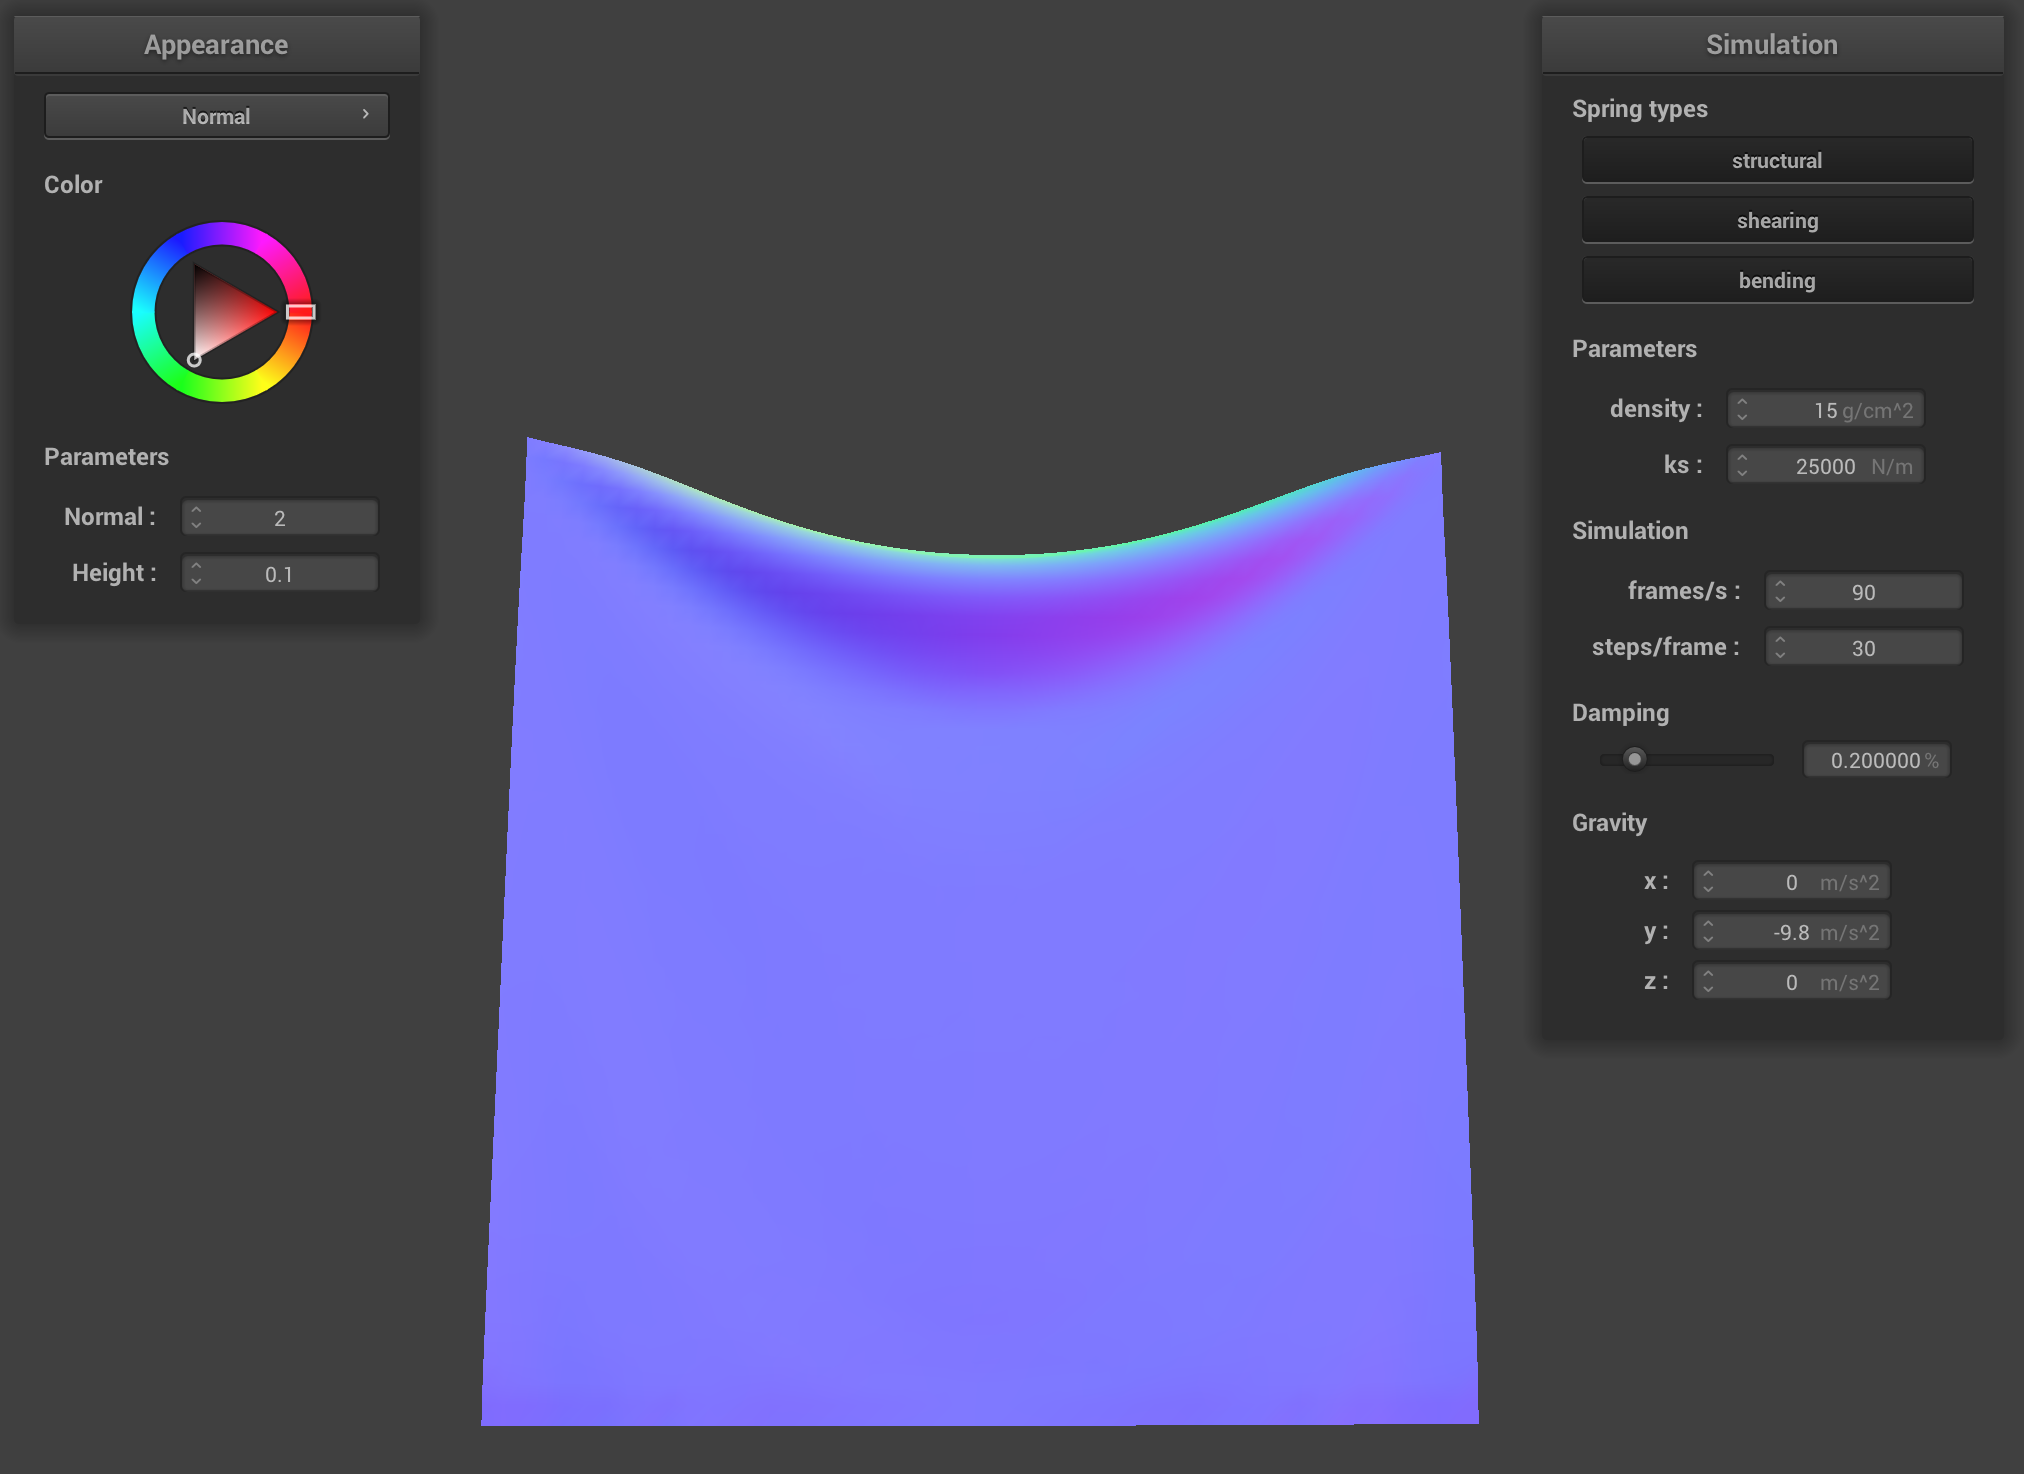 Appearance
Normal
Color
Parameters
Normal : 2
Height : 0.1
Simulation
Spring types
structural
shearing
bending
Parameters
density : 15 g/cm^2
ks : 25000 N/m
Simulation
frames/s : 90
steps/frame : 30
Damping
0.200000 %
Gravity
x : 0 m/s^2
y : -9.8 m/s^2
z : 0 m/s^2